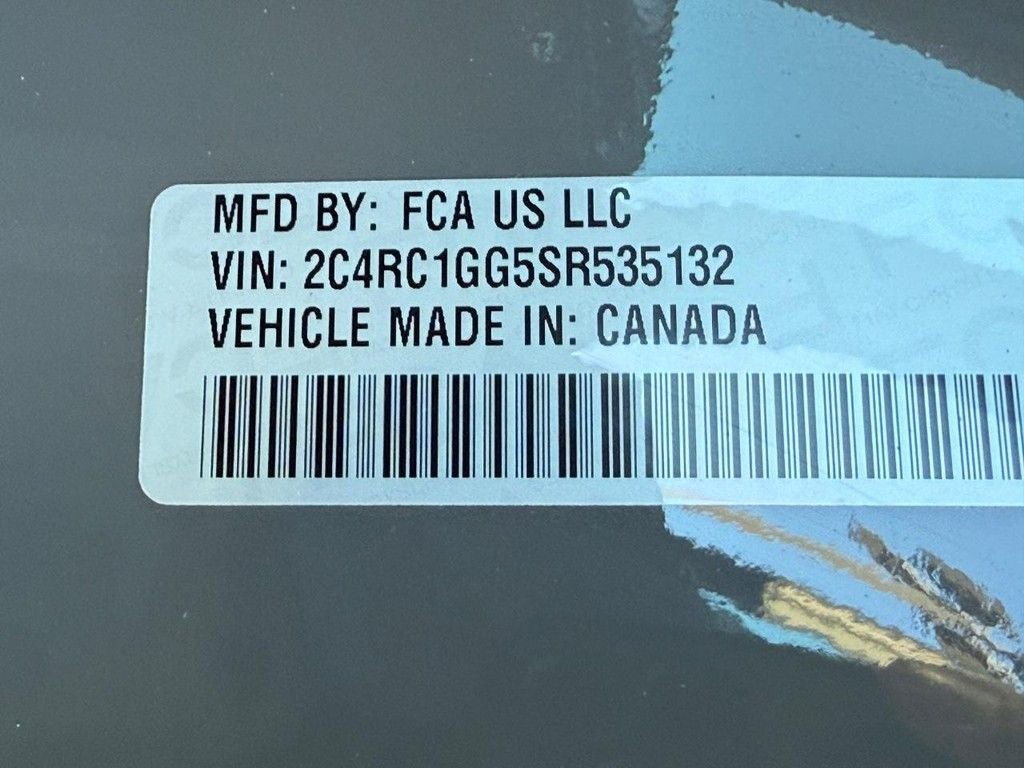 MFD BY: FCA US LLC
VIN: 2C4RC1GG5SR535132
VEHICLE MADE IN: CANADA